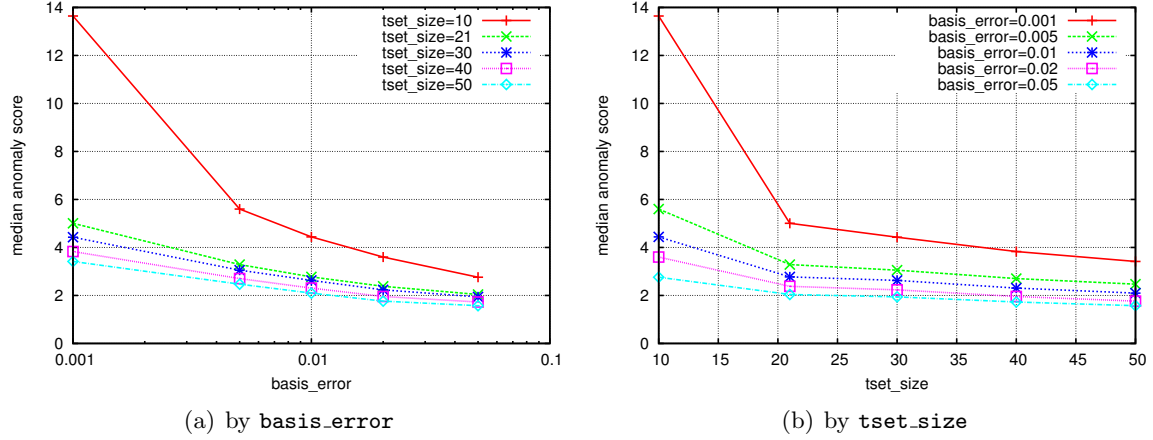 14
12
10
8
6
4
2
0
median anomaly score
0.001
0.01
0.1
basis_error
tset_size=10
tset_size=21
tset_size=30
tset_size=40
tset_size=50
(a) by basis_error
14
12
10
8
6
4
2
0
median anomaly score
10 15 20 25 30 35 40 45 50
tset_size
basis_error=0.001
basis_error=0.005
basis_error=0.01
basis_error=0.02
basis_error=0.05
(b) by tset_size